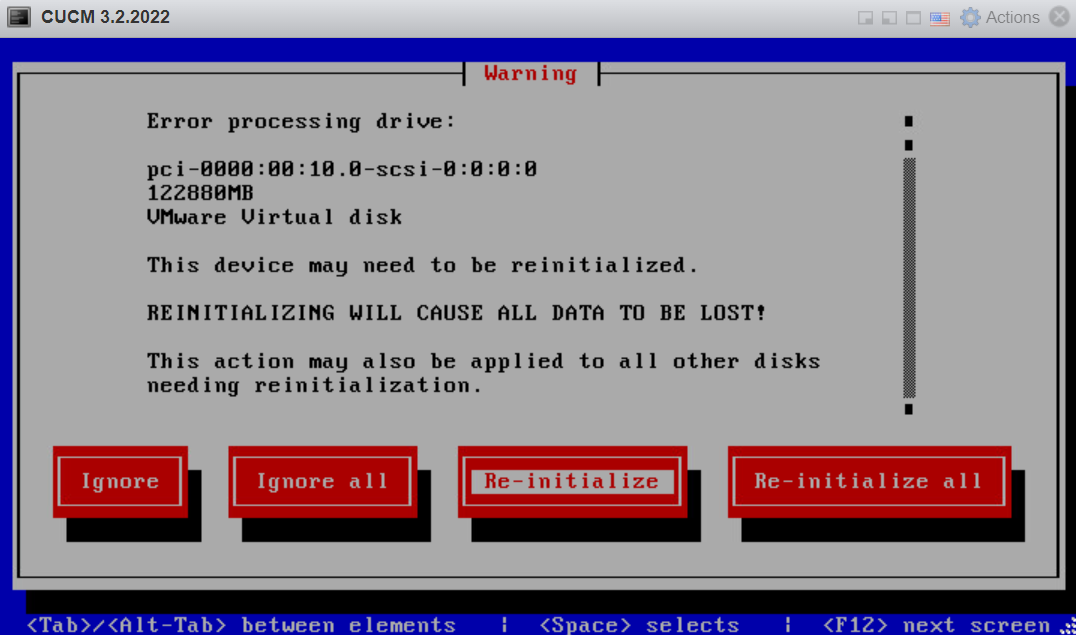 CUCM 3.2.2022
Actions
Warning
Error processing drive:
pci-0000:00:10.0-scsi-0:0:0:0
122880MB
VMware Virtual disk
This device may need to be reinitialized.
REINITIALIZING WILL CAUSE ALL DATA TO BE LOST!
This action may also be applied to all other disks
needing reinitialization.
Ignore
Ignore all
Re-initialize
Re-initialize all
<Tab>/<Alt-Tab> between elements | <Space> selects | <F12> next screen